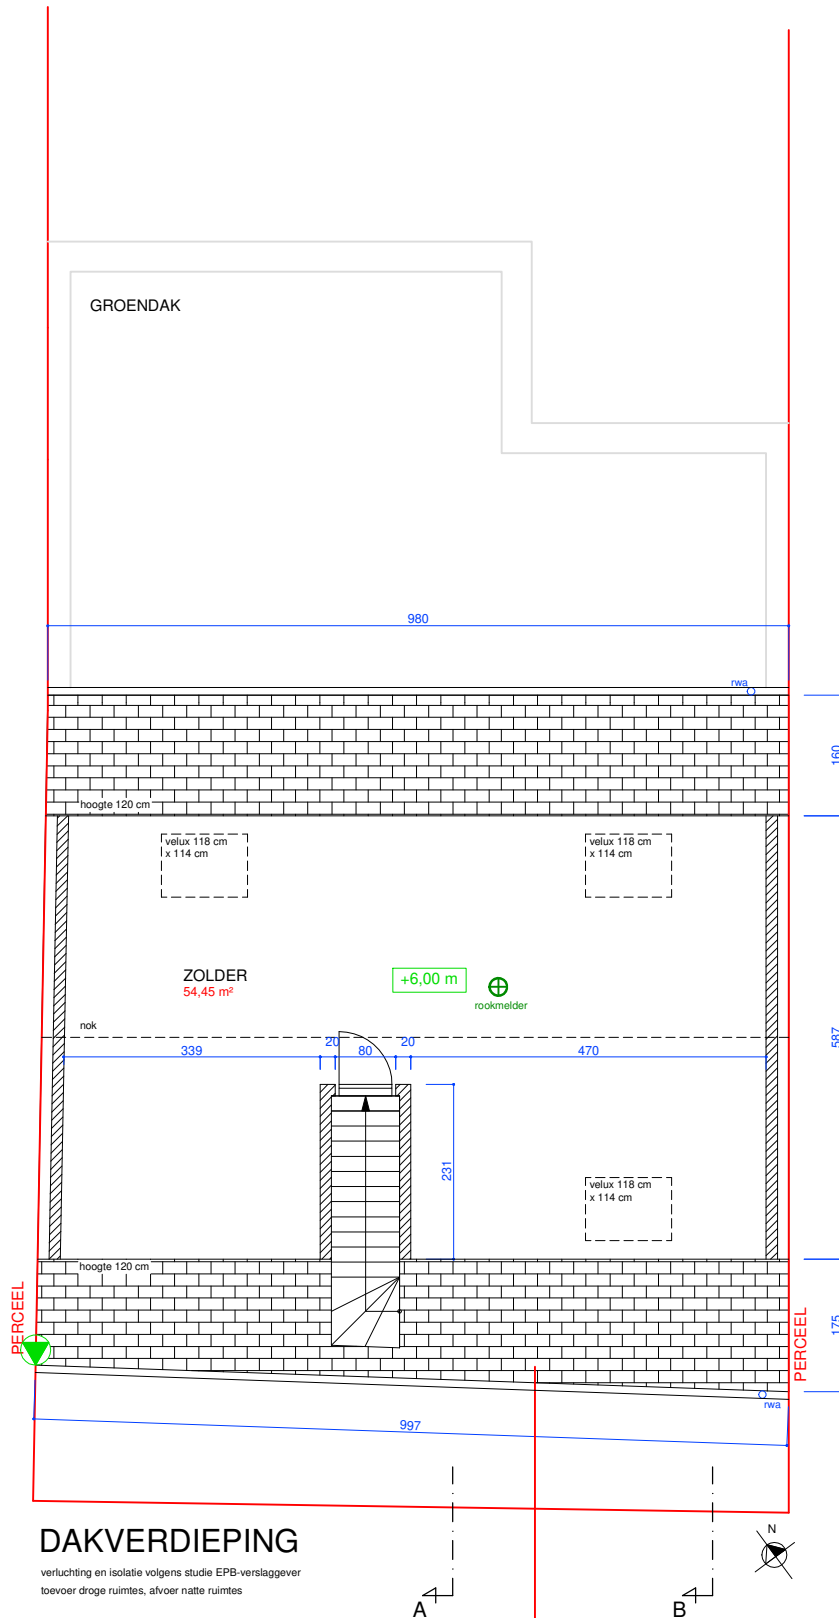 GROENDAK
980
rwa
160
hoogte 120 cm
velux 118 cm
x 114 cm
velux 118 cm
x 114 cm
ZOLDER
54,45 m²
+6,00 m
rookmelder
nok
339
20
80
20
470
587
231
velux 118 cm
x 114 cm
hoogte 120 cm
PERCEEL
PERCEEL
175
rwa
997
DAKVERDIEPING
verluchting en isolatie volgens studie EPB-verslaggever
toevoer droge ruimtes, afvoer natte ruimtes
A
B
N